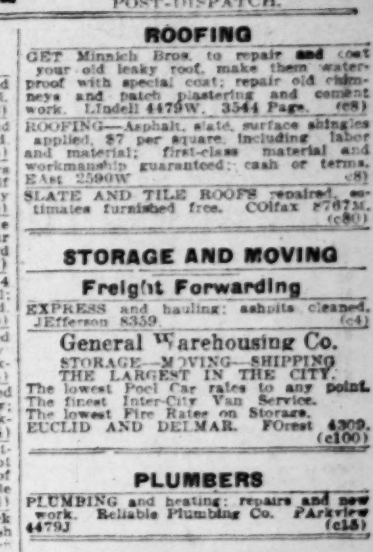 POST-DISPATCH.
ROOFING
GET Minnich Bros. to repair and coat
your old leaky roof, make them water-
proof with special coat; repair old chim-
neys and patch plastering and cement
work. LIndell 4479W. 3544 Page. (c8)
ROOFING—Asphalt, slate, surface shingles
applied, $7 per square, including labor
and material; first-class material and
workmanship guaranteed; cash or terms.
EAst 2590W c8)
SLATE AND TILE ROOFS repaired, es-
timates furnished free. COlfax 8767M.
(c80)
STORAGE AND MOVING
Freight Forwarding
EXPRESS and hauling; ashpits cleaned.
JEfferson 8359. (c4)
General Warehousing Co.
STORAGE—MOVING—SHIPPING
THE LARGEST IN THE CITY.
The lowest Pool Car rates to any point.
The finest Inter-City Van Service.
The lowest Fire Rates on Storage.
EUCLID AND DELMAR. FOrest 4309.
(c100)
PLUMBERS
PLUMBING and heating; repairs and new
work. Reliable Plumbing Co. PArkview
4479J (c15)